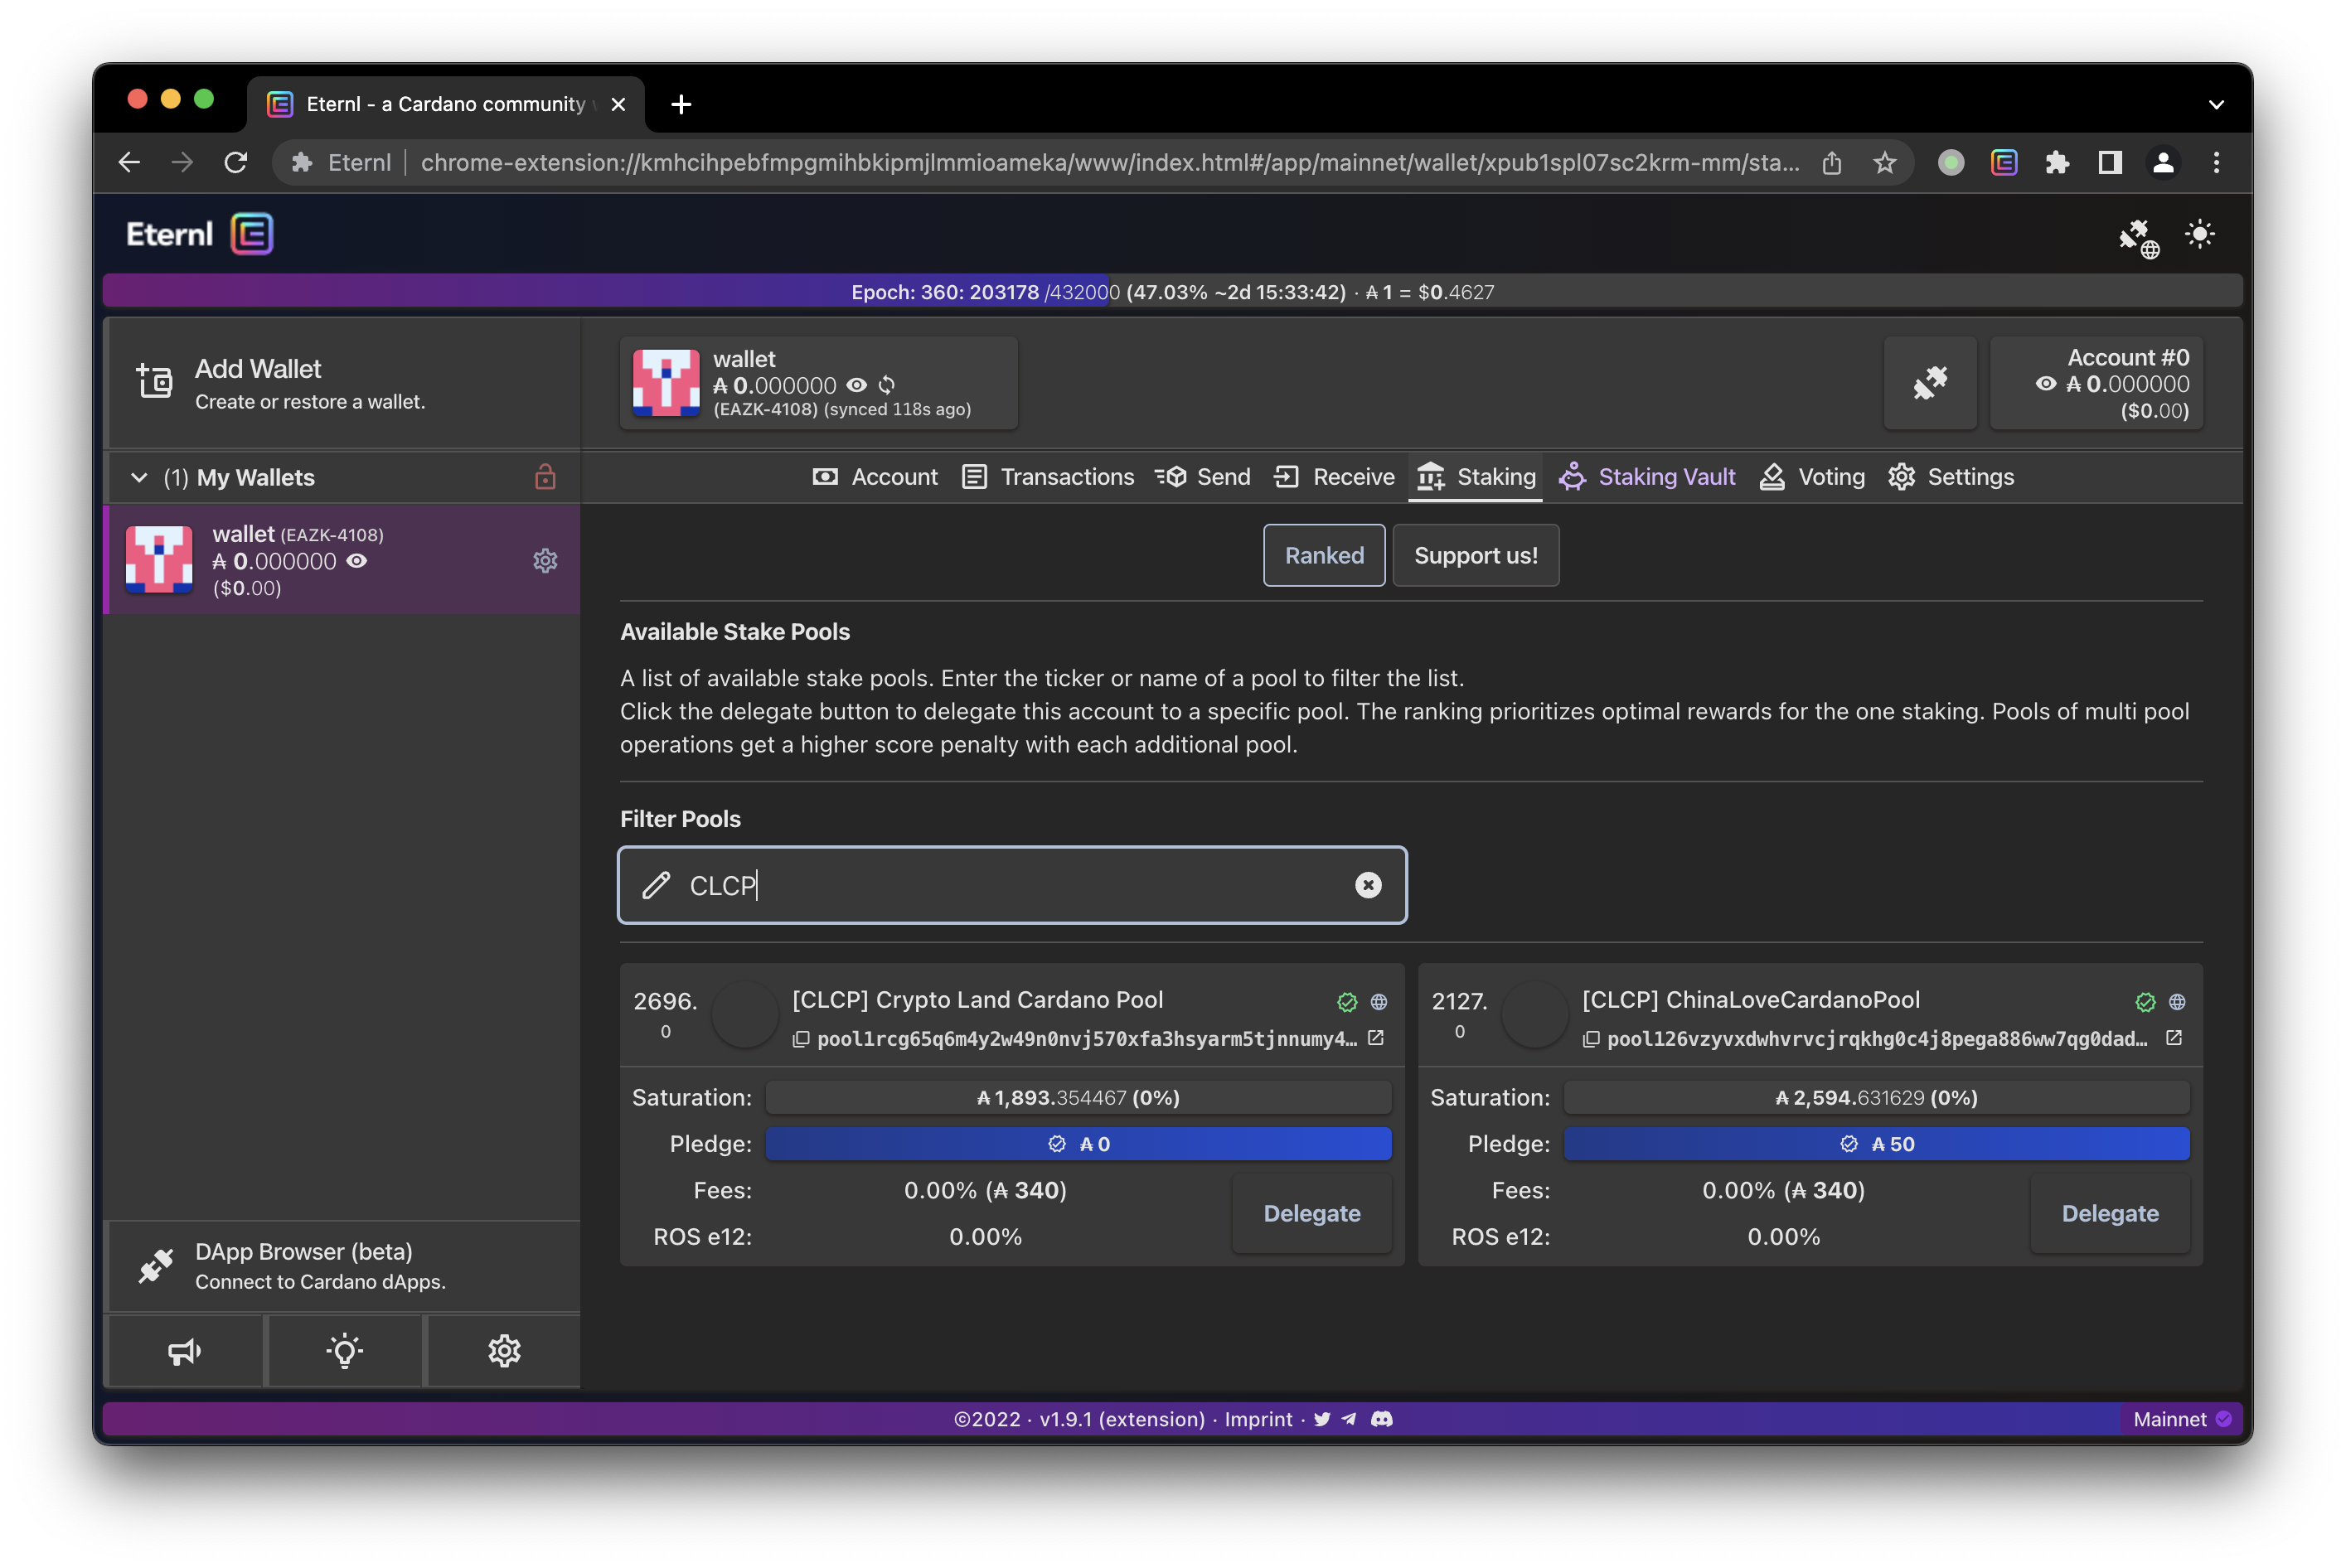 Eternl - a Cardano community
Eternl
chrome-extension://kmhcihpebfmpgmihbkipmjlmmioameka/www/index.html#/app/mainnet/wallet/xpub1spl07sc2krm-mm/sta...
Eternl
Epoch: 360: 203178 /432000 (47.03% ~2d 15:33:42) · ₳ 1 = $0.4627
Add Wallet
Create or restore a wallet.
wallet
₳ 0.000000
(EAZK-4108) (synced 118s ago)
Account #0
₳ 0.000000
($0.00)
(1) My Wallets
Account
Transactions
Send
Receive
Staking
Staking Vault
Voting
Settings
wallet (EAZK-4108)
₳ 0.000000
($0.00)
Ranked
Support us!
Available Stake Pools
A list of available stake pools. Enter the ticker or name of a pool to filter the list.
Click the delegate button to delegate this account to a specific pool. The ranking prioritizes optimal rewards for the one staking. Pools of multi pool
operations get a higher score penalty with each additional pool.
Filter Pools
CLCP
2696.
0
[CLCP] Crypto Land Cardano Pool
pool1rcg65q6m4y2w49n0nvj570xfa3hsyarm5tjnnumy4...
Saturation: ₳ 1,893.354467 (0%)
Pledge: ₳ 0
Fees: 0.00% (₳ 340)
ROS e12: 0.00%
Delegate
2127.
0
[CLCP] ChinaLoveCardanoPool
pool126vzyvxdwhvrvcjrqkhg0c4j8pega886ww7qg0dad...
Saturation: ₳ 2,594.631629 (0%)
Pledge: ₳ 50
Fees: 0.00% (₳ 340)
ROS e12: 0.00%
Delegate
DApp Browser (beta)
Connect to Cardano dApps.
©2022 · v1.9.1 (extension) · Imprint ·
Mainnet